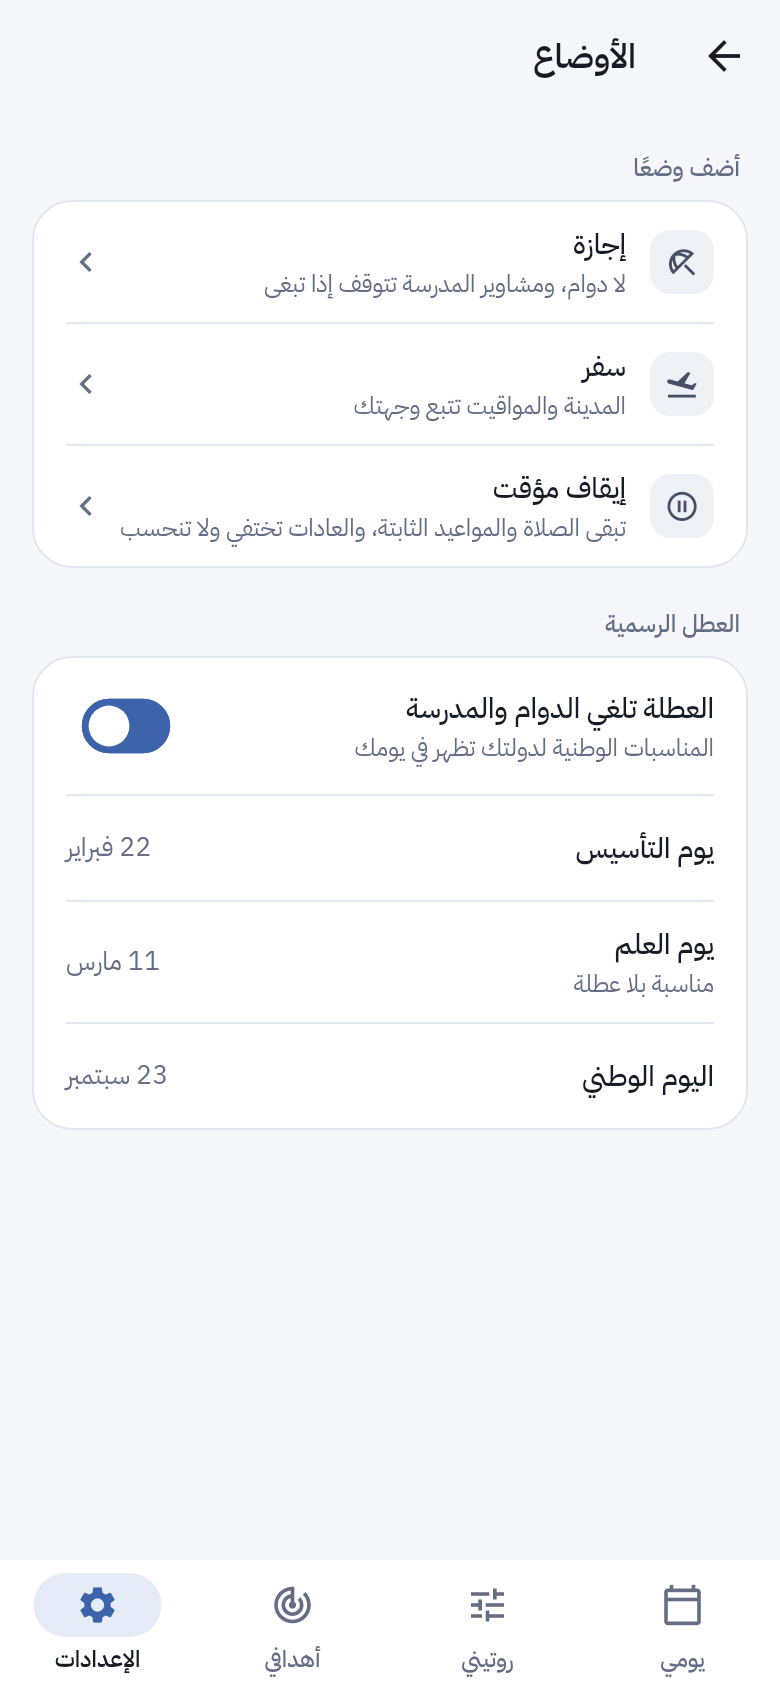 الأوضاع
أضف وضعًا
إجازة
لا دوام، ومشاوير المدرسة تتوقف إذا تبغى
سفر
المدينة والمواقيت تتبع وجهتك
إيقاف مؤقت
تبقى الصلاة والمواعيد الثابتة، والعادات تختفي ولا تنحسب
العطل الرسمية
العطلة تلغي الدوام والمدرسة
المناسبات الوطنية لدولتك تظهر في يومك
يوم التأسيس
22 فبراير
يوم العلم
مناسبة بلا عطلة
11 مارس
اليوم الوطني
23 سبتمبر
يومي
روتيني
أهدافي
الإعدادات